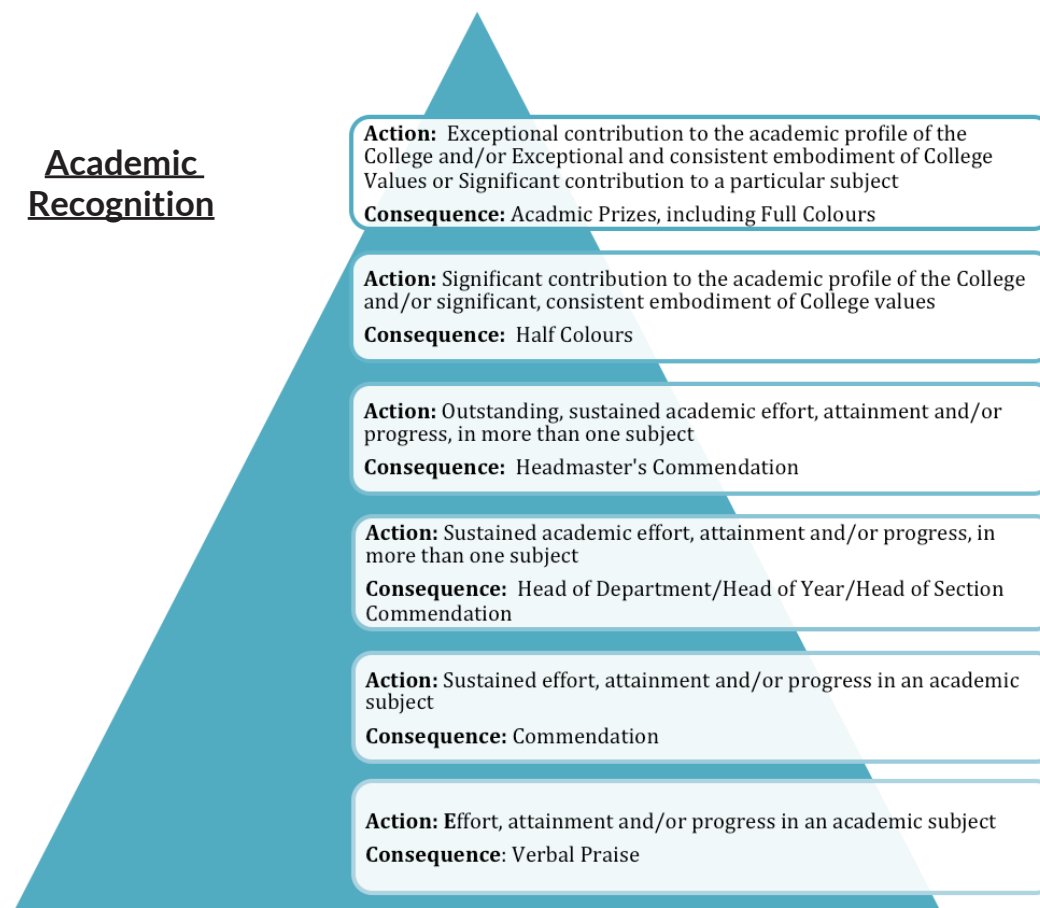 Academic
Recognition
Action: Exceptional contribution to the academic profile of the
College and/or Exceptional and consistent embodiment of College
Values or Significant contribution to a particular subject
Consequence: Acadmic Prizes, including Full Colours
Action: Significant contribution to the academic profile of the College
and/or significant, consistent embodiment of College values
Consequence: Half Colours
Action: Outstanding, sustained academic effort, attainment and/or
progress, in more than one subject
Consequence: Headmaster's Commendation
Action: Sustained academic effort, attainment and/or progress, in
more than one subject
Consequence: Head of Department/Head of Year/Head of Section
Commendation
Action: Sustained effort, attainment and/or progress in an academic
subject
Consequence: Commendation
Action: Effort, attainment and/or progress in an academic subject
Consequence: Verbal Praise